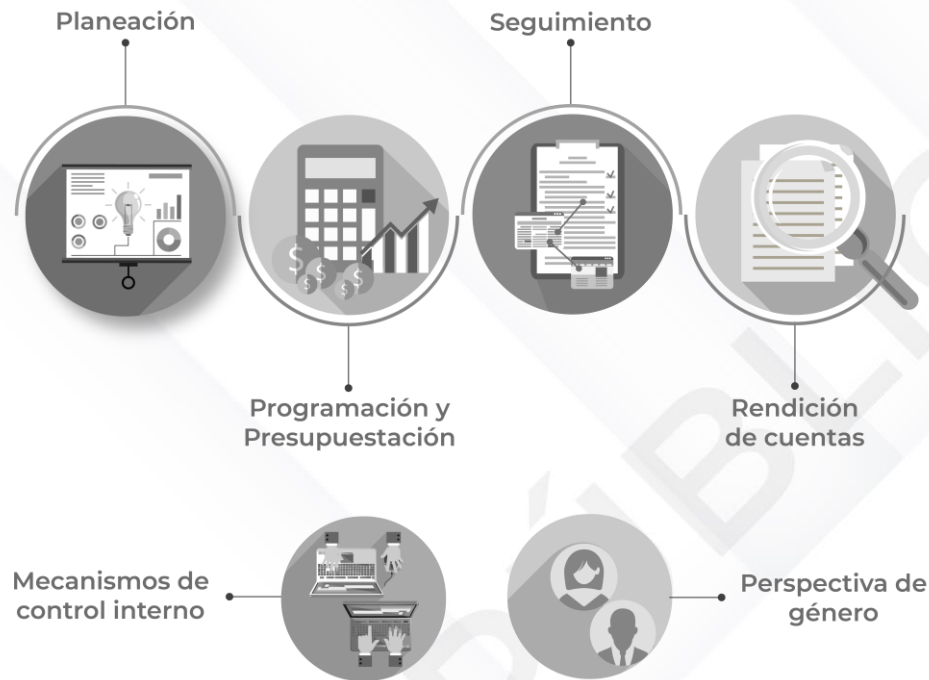 Planeación
Seguimiento
Programación y
Presupuestación
Rendición
de cuentas
Mecanismos de
control interno
Perspectiva de
género